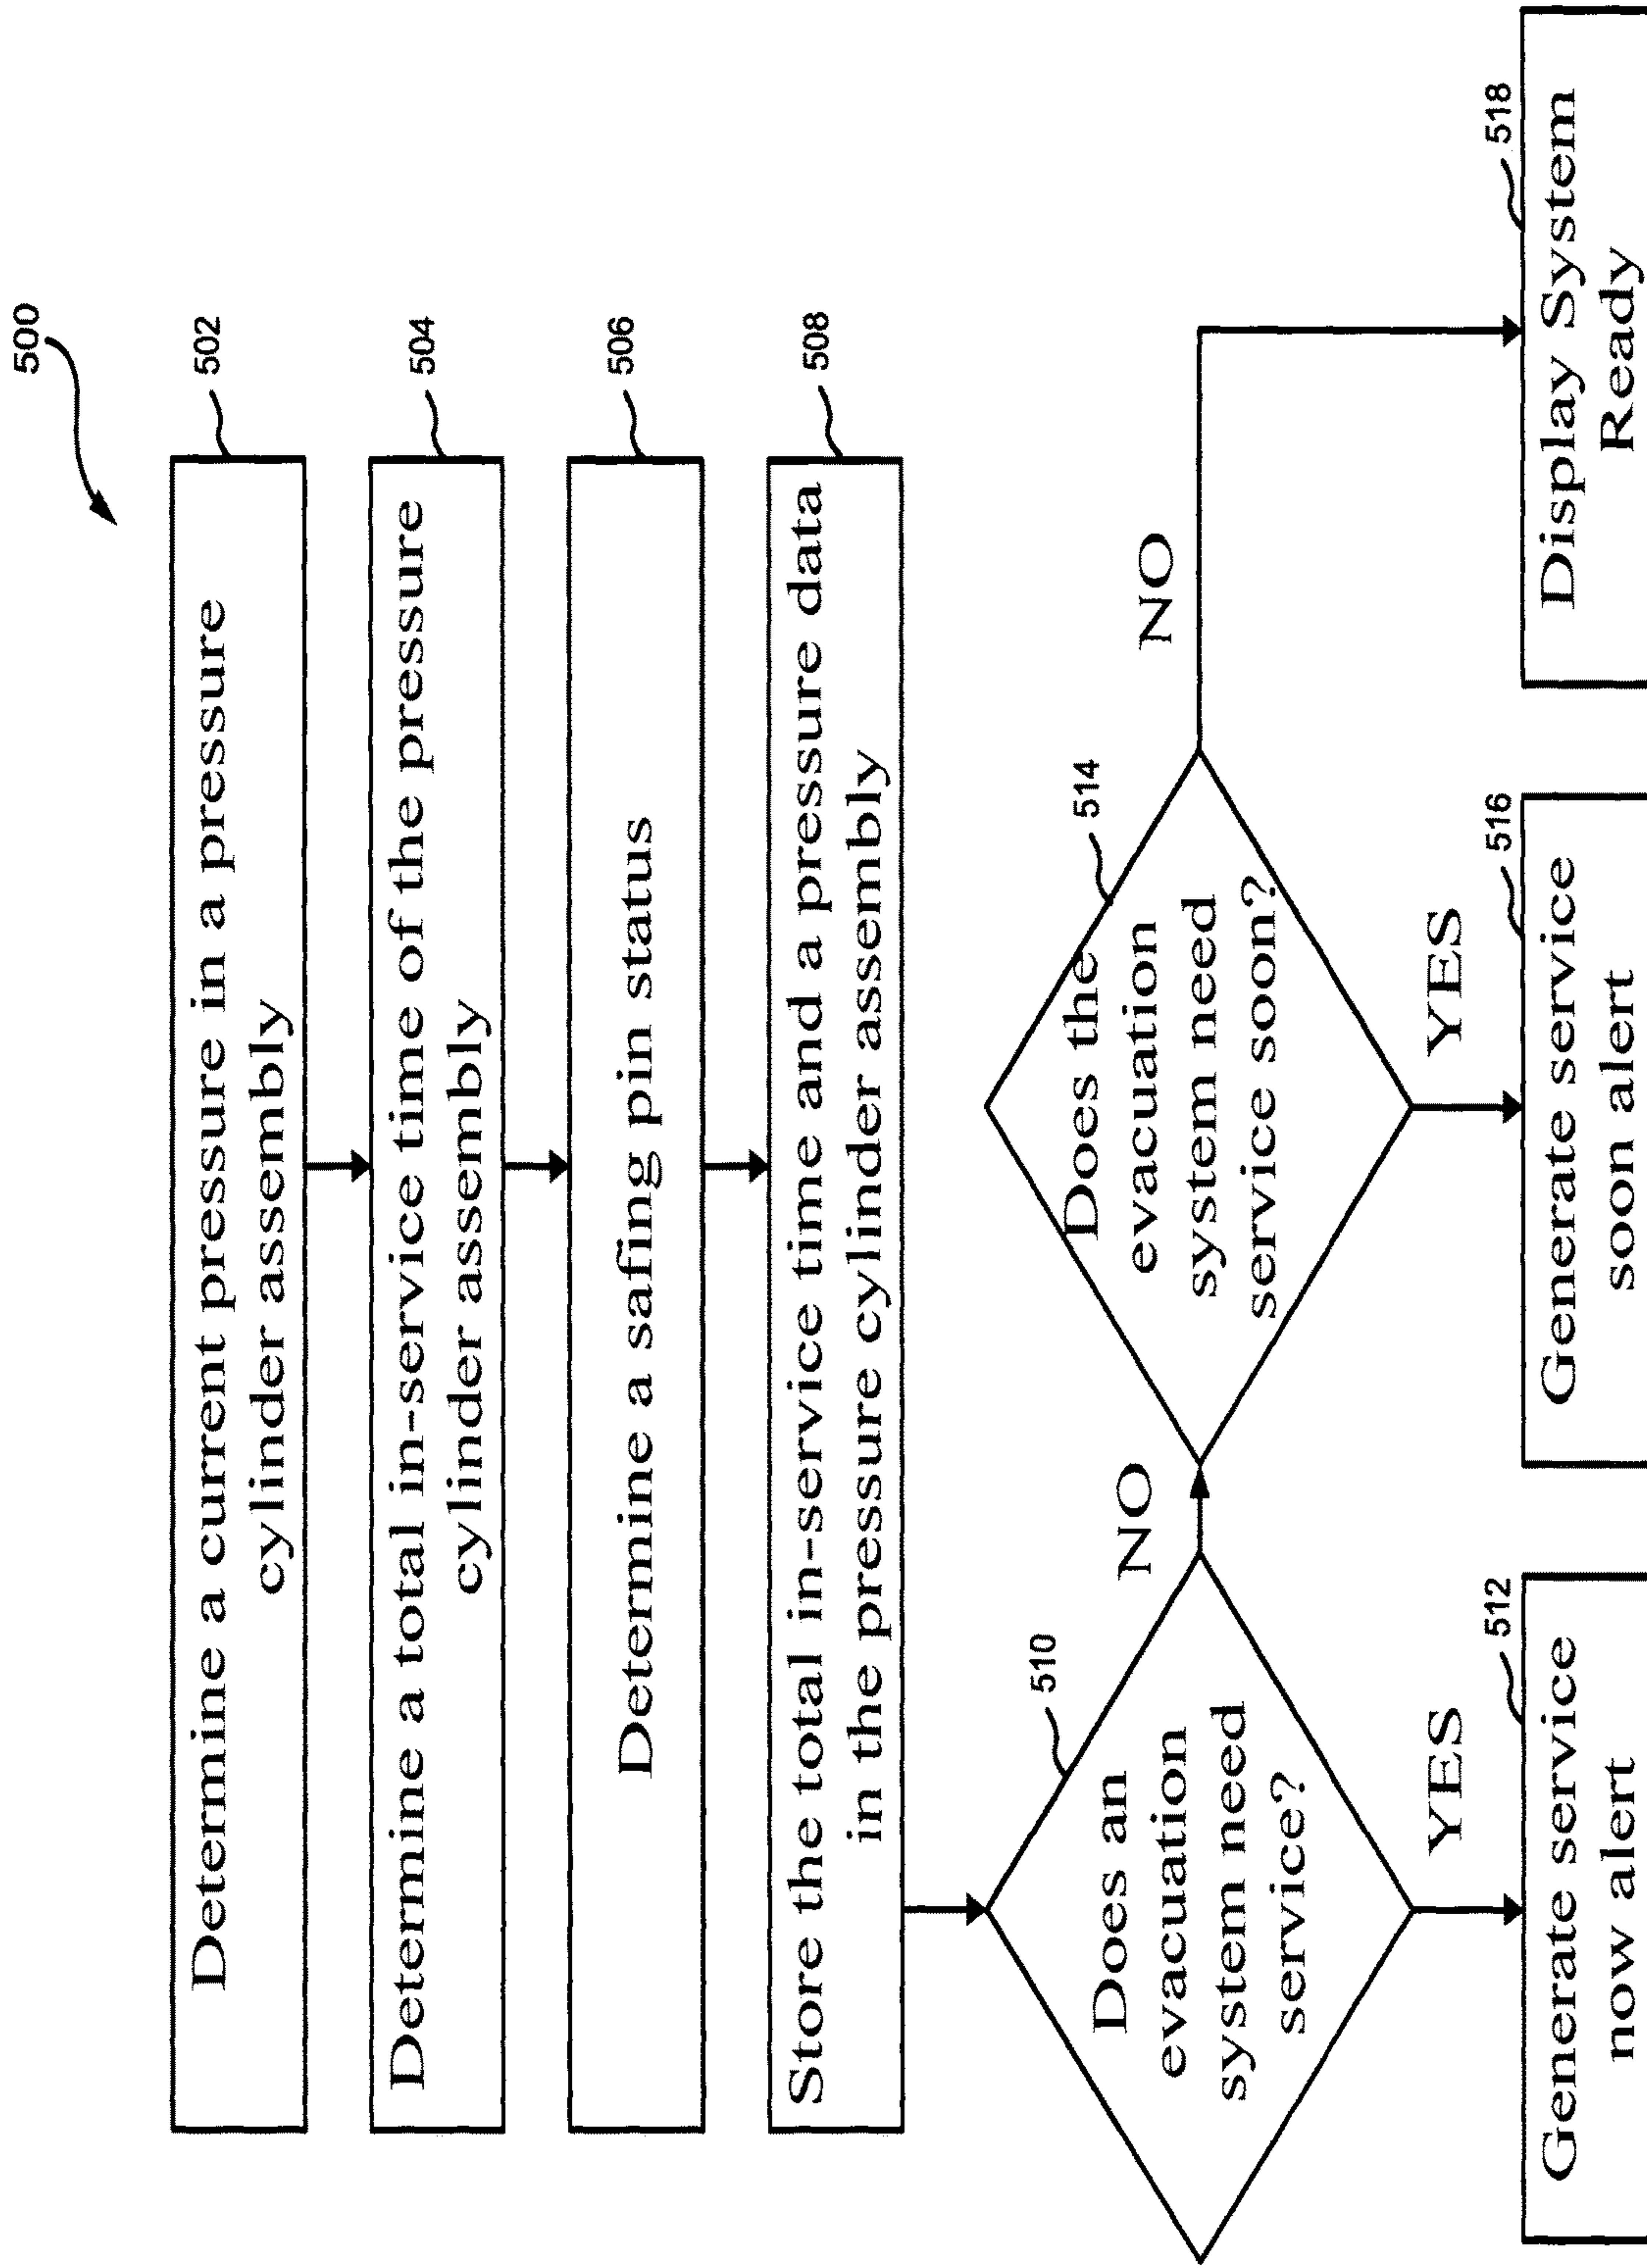 500
502
Determine a current pressure in a pressure
cylinder assembly
504
Determine a total in-service time of the pressure
cylinder assembly
506
Determine a safing pin status
508
Store the total in-service time and a pressure data
in the pressure cylinder assembly
510
Does an
evacuation
system need
service?
NO
YES
512
Generate service
now alert
514
Does the
evacuation
system need
service soon?
NO
YES
516
Generate service
soon alert
518
Display System
Ready